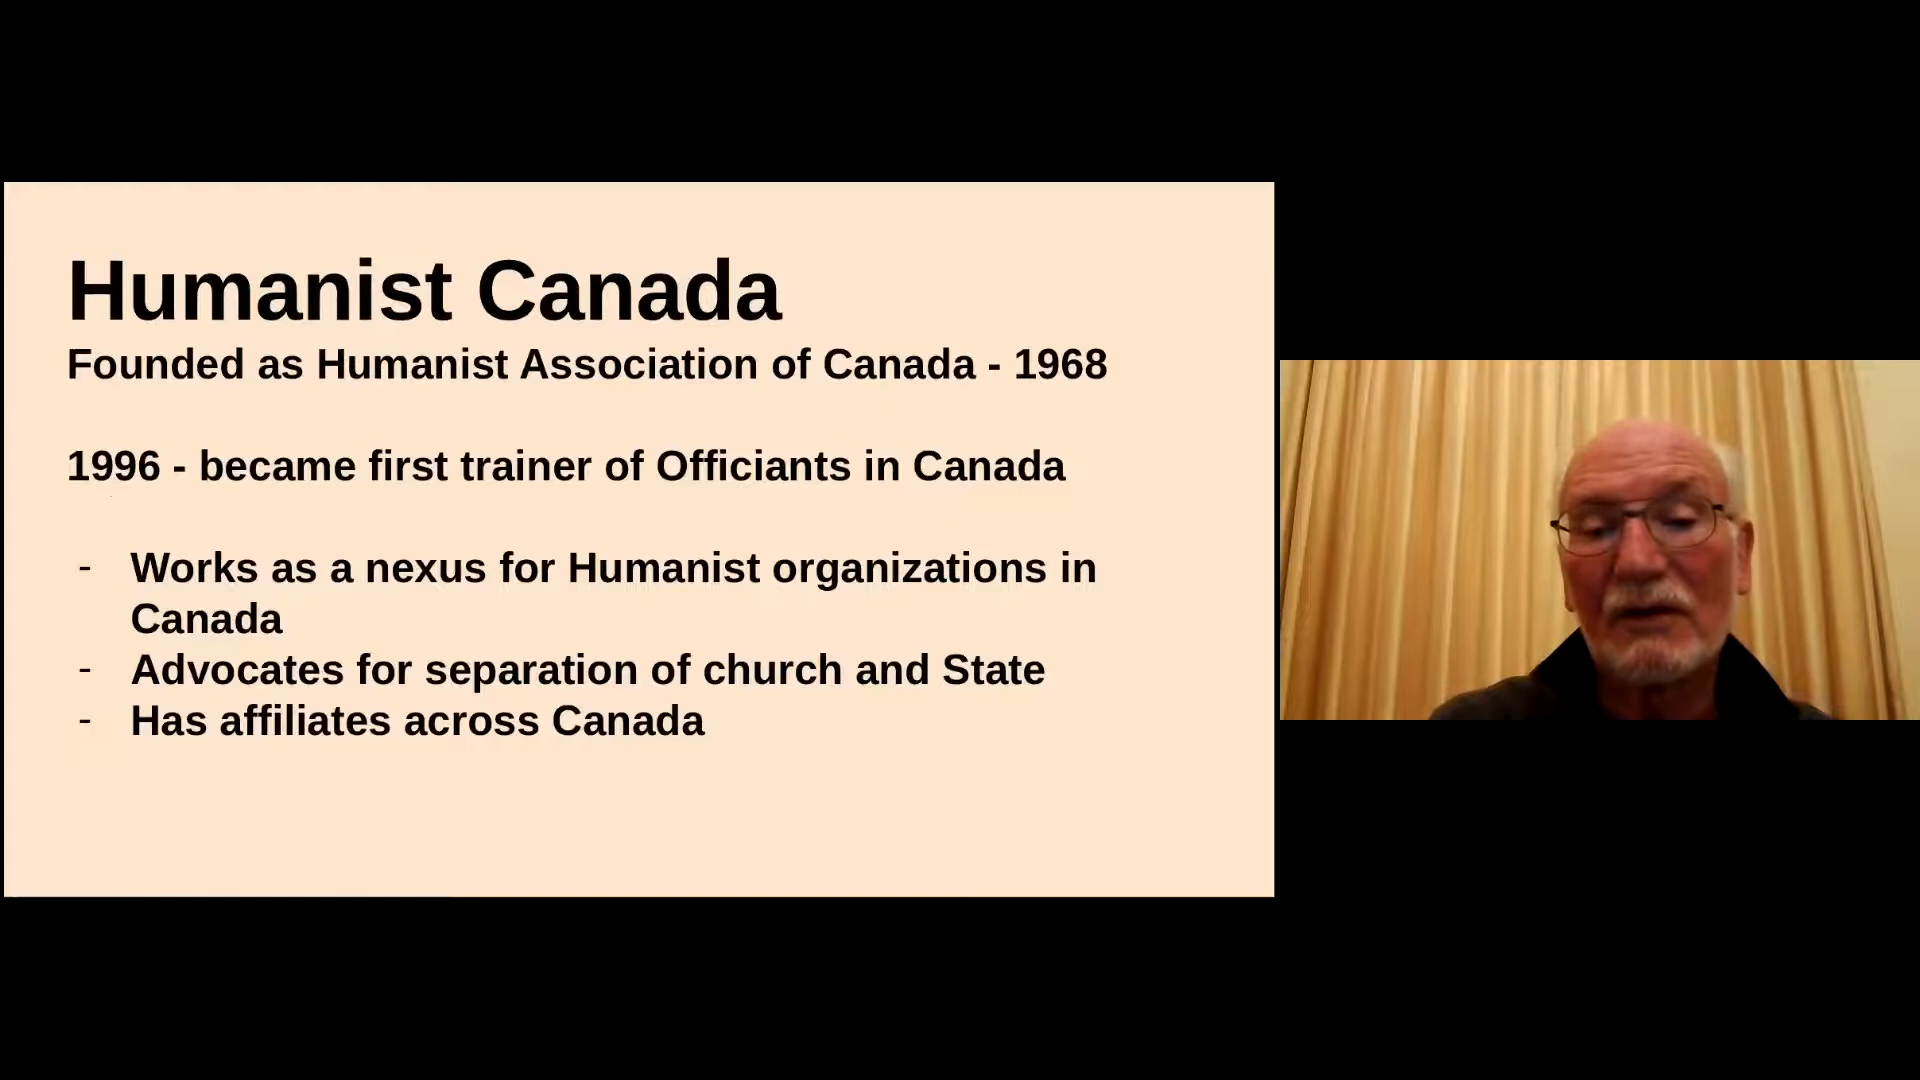 Humanist Canada
Founded as Humanist Association of Canada - 1968
1996 - became first trainer of Officiants in Canada
- Works as a nexus for Humanist organizations in
Canada
- Advocates for separation of church and State
- Has affiliates across Canada